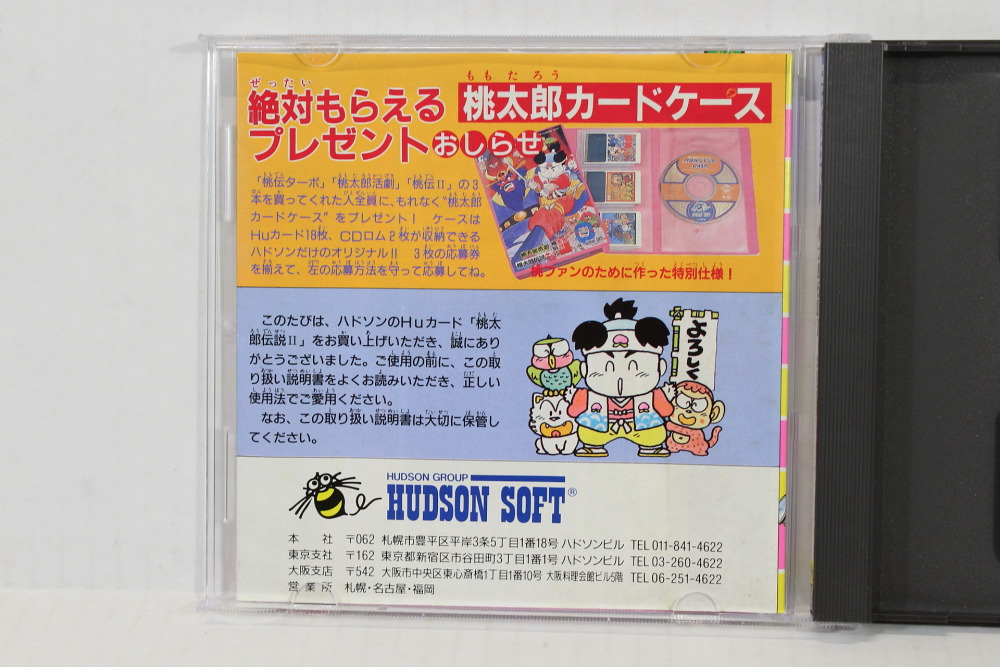 ぜったい ももたろう
絶対もらえる 桃太郎カードケース
プレゼントおしらせ
「桃伝ターボ」「桃太郎活劇」「桃伝II」の3
本を買ってくれた人全員に、もれなく“桃太郎
カードケース”をプレゼント！ ケースは
Huカード18枚、CDロム2枚が収納できる
ハドソンだけのオリジナル!! 3枚の応募券
を揃えて、左の応募方法を守って応募してね。
桃ファンのために作った特別仕様！
このたびは、ハドソンのHuカード「桃太
郎伝説II」をお買い上げいただき、誠にあり
がとうございました。ご使用の前に、この取
り扱い説明書をよくお読みいただき、正しい
使用法でご愛用ください。
なお、この取り扱い説明書は大切に保管し
てください。
よろしく
HUDSON GROUP
HUDSON SOFT®
本社 〒062 札幌市豊平区平岸3条5丁目1番18号 ハドソンビル TEL 011-841-4622
東京支社 〒162 東京都新宿区市谷田町3丁目1番1号 ハドソンビル TEL 03-260-4622
大阪支店 〒542 大阪市中央区東心斎橋1丁目1番10号 大阪料理会館ビル5階 TEL 06-251-4622
営業所 札幌・名古屋・福岡